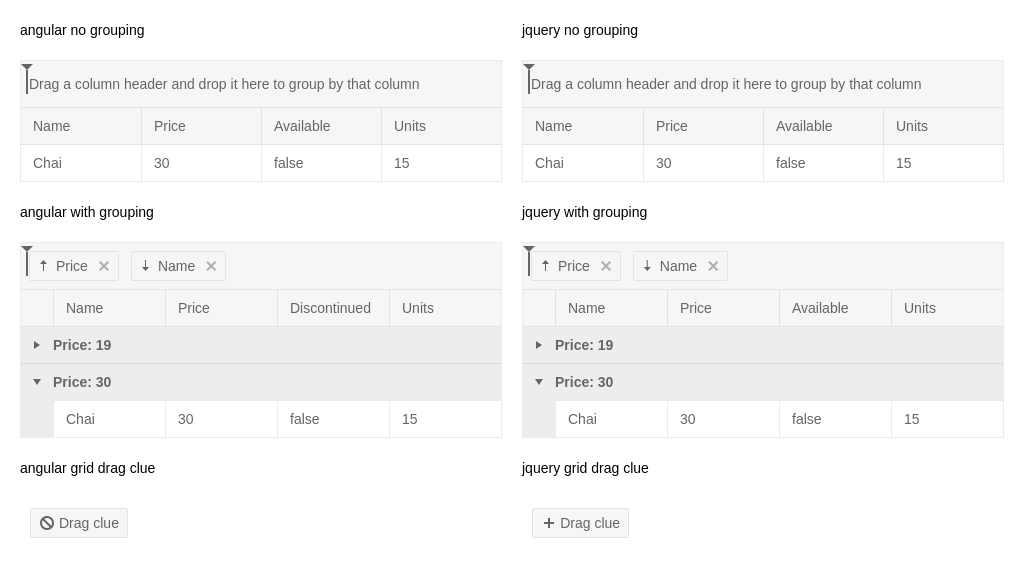 angular no grouping
Drag a column header and drop it here to group by that column
Name Price Available Units
Chai 30 false 15
angular with grouping
Price Name
Name Price Discontinued Units
Price: 19
Price: 30
Chai 30 false 15
angular grid drag clue
Drag clue
jquery no grouping
Drag a column header and drop it here to group by that column
Name Price Available Units
Chai 30 false 15
jquery with grouping
Price Name
Name Price Available Units
Price: 19
Price: 30
Chai 30 false 15
jquery grid drag clue
Drag clue